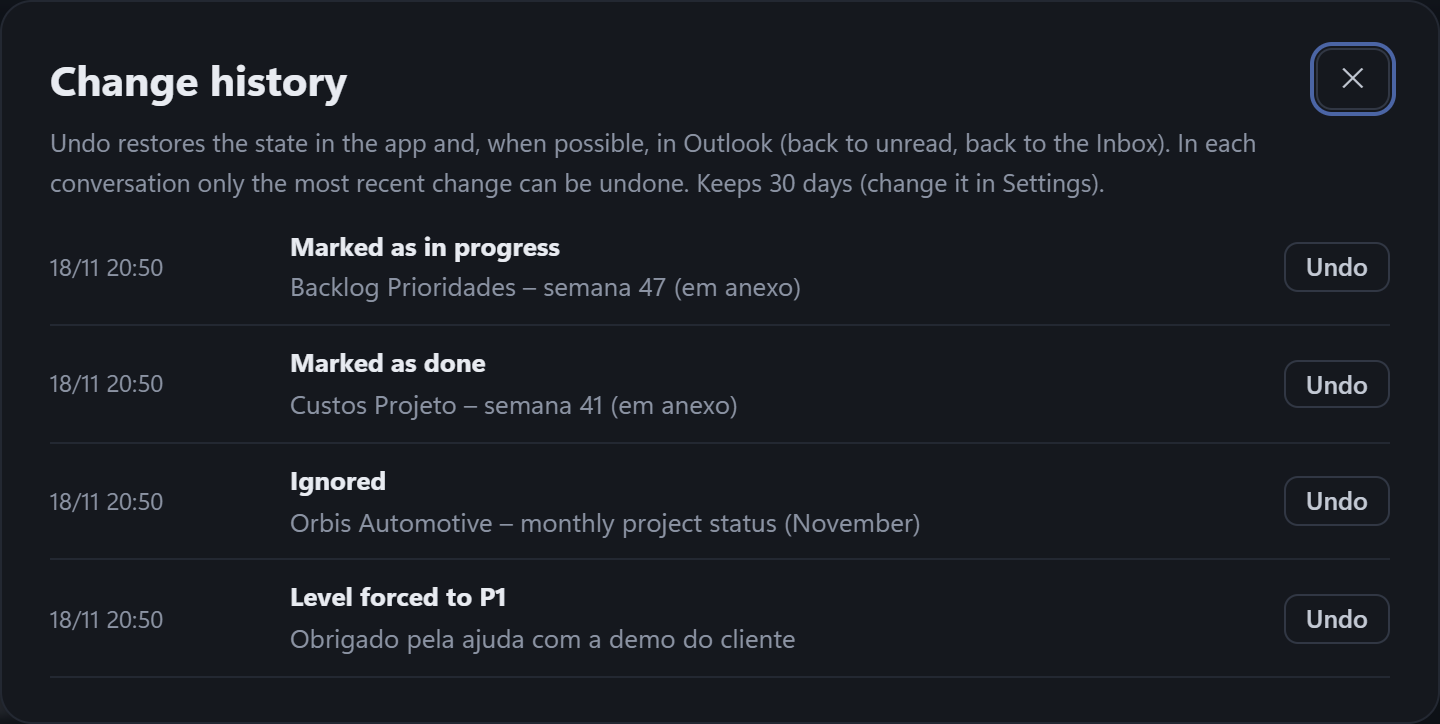 Change history
Undo restores the state in the app and, when possible, in Outlook (back to unread, back to the Inbox). In each
conversation only the most recent change can be undone. Keeps 30 days (change it in Settings).
18/11 20:50
Marked as in progress
Backlog Prioridades – semana 47 (em anexo)
Undo
18/11 20:50
Marked as done
Custos Projeto – semana 41 (em anexo)
Undo
18/11 20:50
Ignored
Orbis Automotive – monthly project status (November)
Undo
18/11 20:50
Level forced to P1
Obrigado pela ajuda com a demo do cliente
Undo